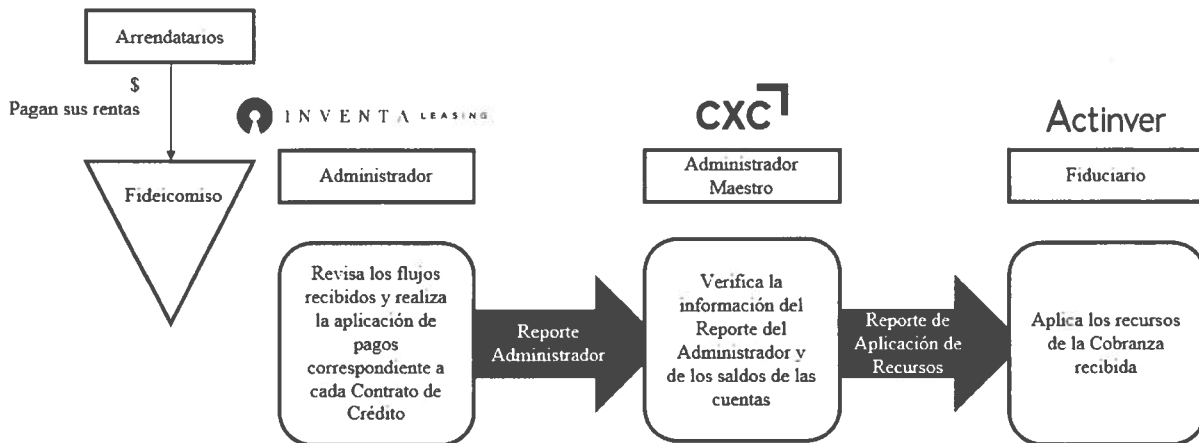 Arrendatarios
$
Pagan sus rentas
Fideicomiso
INVENTA LEASING
Administrador
Revisa los flujos
recibidos y realiza
la aplicación de
pagos
correspondiente a
cada Contrato de
Crédito
Reporte
Administrador
CXC
Administrador
Maestro
Verifica la
información del
Reporte del
Administrador y
de los saldos de las
cuentas
Reporte de
Aplicación de
Recursos
Actinver
Fiduciario
Aplica los recursos
de la Cobranza
recibida